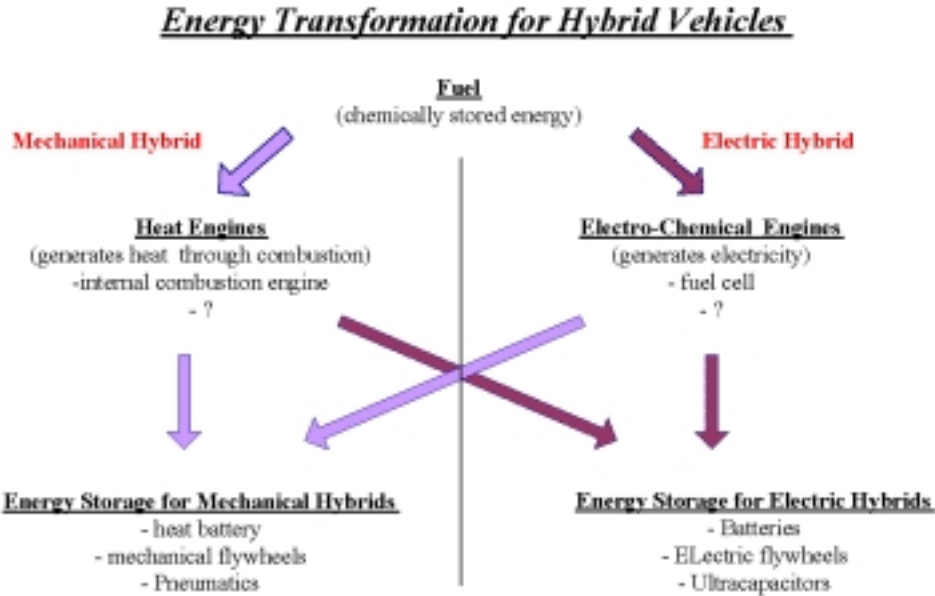 Energy Transformation for Hybrid Vehicles
Fuel
(chemically stored energy)
Mechanical Hybrid
Electric Hybrid
Heat Engines
(generates heat through combustion)
-internal combustion engine
- ?
Electro-Chemical Engines
(generates electricity)
- fuel cell
- ?
Energy Storage for Mechanical Hybrids
- heat battery
- mechanical flywheels
- Pneumatics
Energy Storage for Electric Hybrids
- Batteries
- ELectric flywheels
- Ultracapacitors